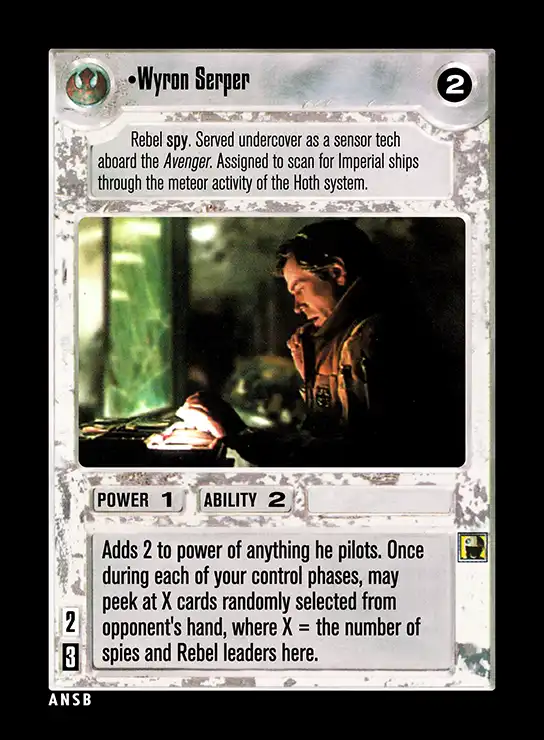 •Wyron Serper
2
Rebel spy. Served undercover as a sensor tech
aboard the Avenger. Assigned to scan for Imperial ships
through the meteor activity of the Hoth system.
POWER 1 ABILITY 2
Adds 2 to power of anything he pilots. Once
during each of your control phases, may
peek at X cards randomly selected from
opponent's hand, where X = the number of
spies and Rebel leaders here.
2
3
ANSB